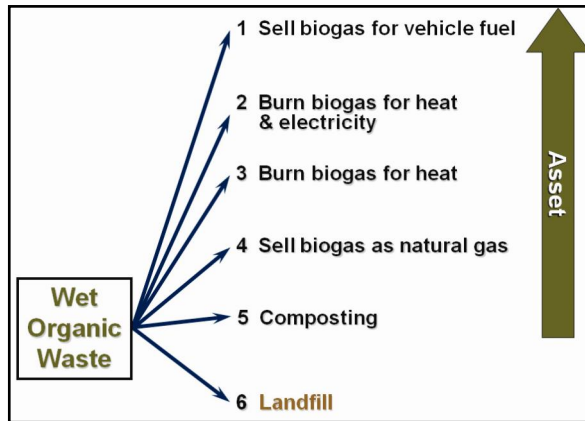 1 Sell biogas for vehicle fuel
2 Burn biogas for heat
& electricity
3 Burn biogas for heat
4 Sell biogas as natural gas
5 Composting
6 Landfill
Wet
Organic
Waste
Asset